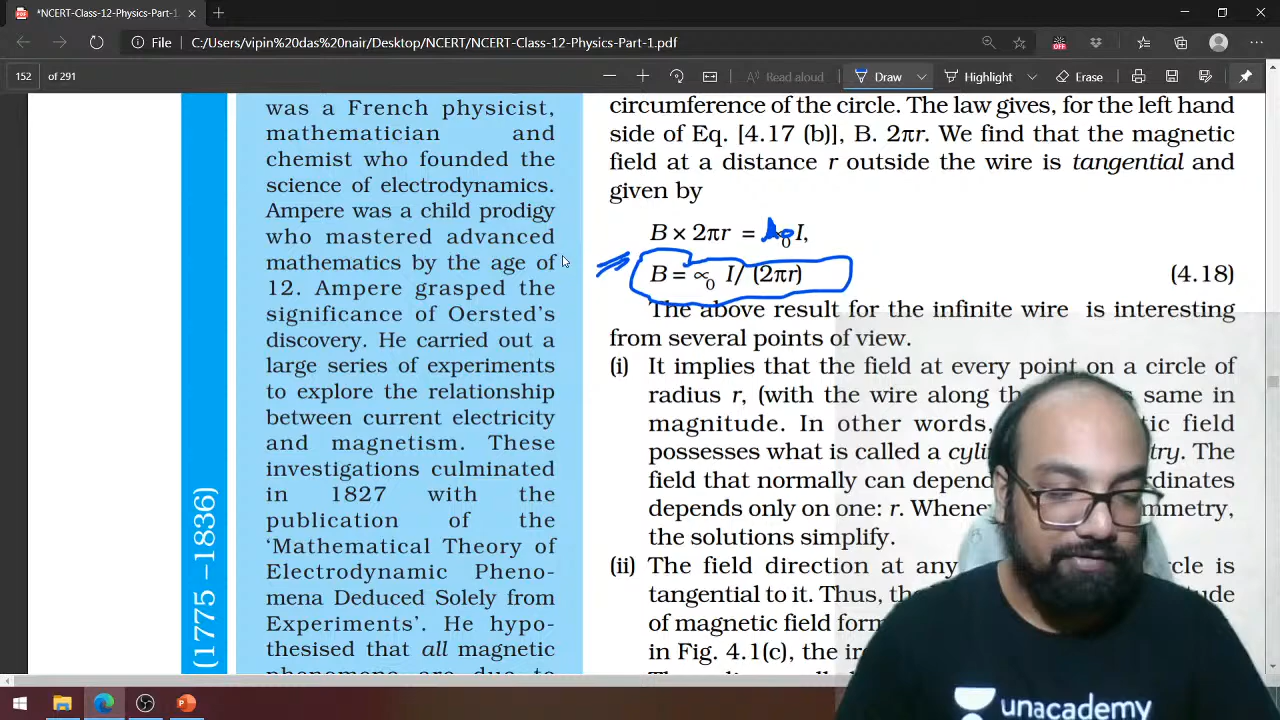 *NCERT-Class-12-Physics-Part-1.
File
C:/Users/vipin%20das%20nair/Desktop/NCERT/NCERT-Class-12-Physics-Part-1.pdf
OFF
152 of 291
Read aloud
Draw
Highlight
Erase
was a French physicist,
mathematician and
chemist who founded the
science of electrodynamics.
Ampere was a child prodigy
who mastered advanced
mathematics by the age of
12. Ampere grasped the
significance of Oersted's
discovery. He carried out a
large series of experiments
to explore the relationship
between current electricity
and magnetism. These
investigations culminated
in 1827 with the
publication of the
'Mathematical Theory of
Electrodynamic Pheno-
mena Deduced Solely from
Experiments'. He hypo-
thesised that all magnetic
phenomena are due to
(1775 –1836)
circumference of the circle. The law gives, for the left hand
side of Eq. [4.17 (b)], B. 2πr. We find that the magnetic
field at a distance r outside the wire is tangential and
given by
B × 2πr = I,
B = ∝₀ I/ (2πr) (4.18)
The above result for the infinite wire is interesting
from several points of view.
(i) It implies that the field at every point on a circle of
radius r, (with the wire along th same in
magnitude. In other words, tic field
possesses what is called a cyli try. The
field that normally can depend ordinates
depends only on one: r. Whene mmetry,
the solutions simplify.
(ii) The field direction at any rcle is
tangential to it. Thus, the tude
of magnetic field form
in Fig. 4.1(c), the ir
unacademy